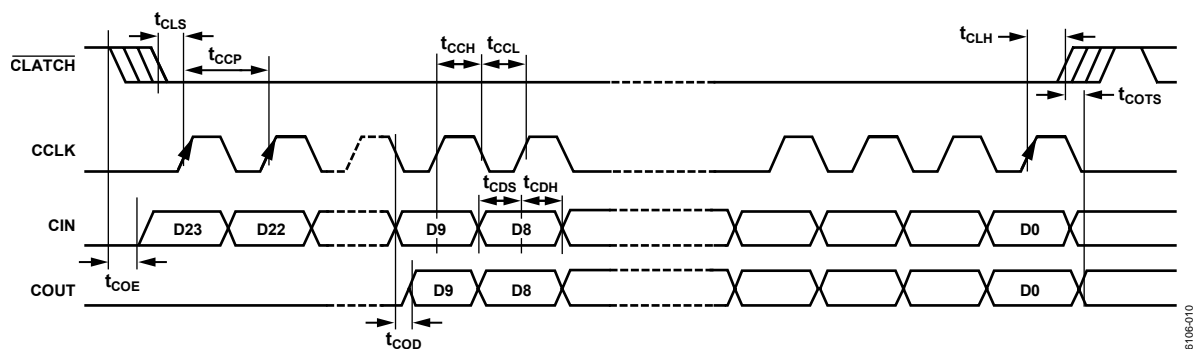 tCLS
tCCP
tCCH
tCCL
tCLH
CLATCH
tCOTS
CCLK
tCDS
tCDH
CIN
D23
D22
D9
D8
D0
tCOE
COUT
D9
D8
D0
tCOD
6106-010